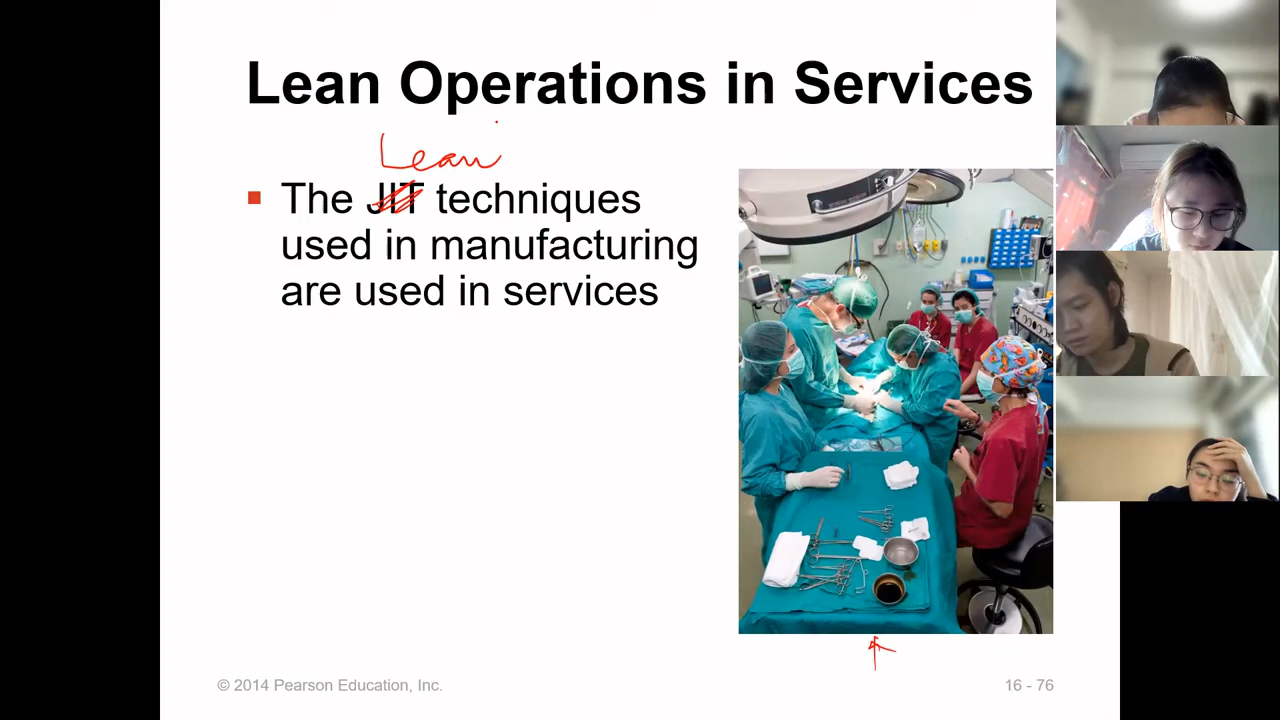 Lean Operations in Services
Lean
The JIT techniques
used in manufacturing
are used in services
© 2014 Pearson Education, Inc.
16 - 76